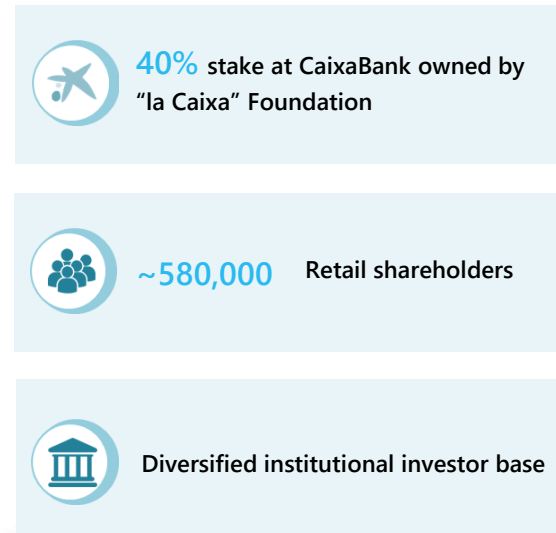 40% stake at CaixaBank owned by
“la Caixa” Foundation
~580,000 Retail shareholders
Diversified institutional investor base